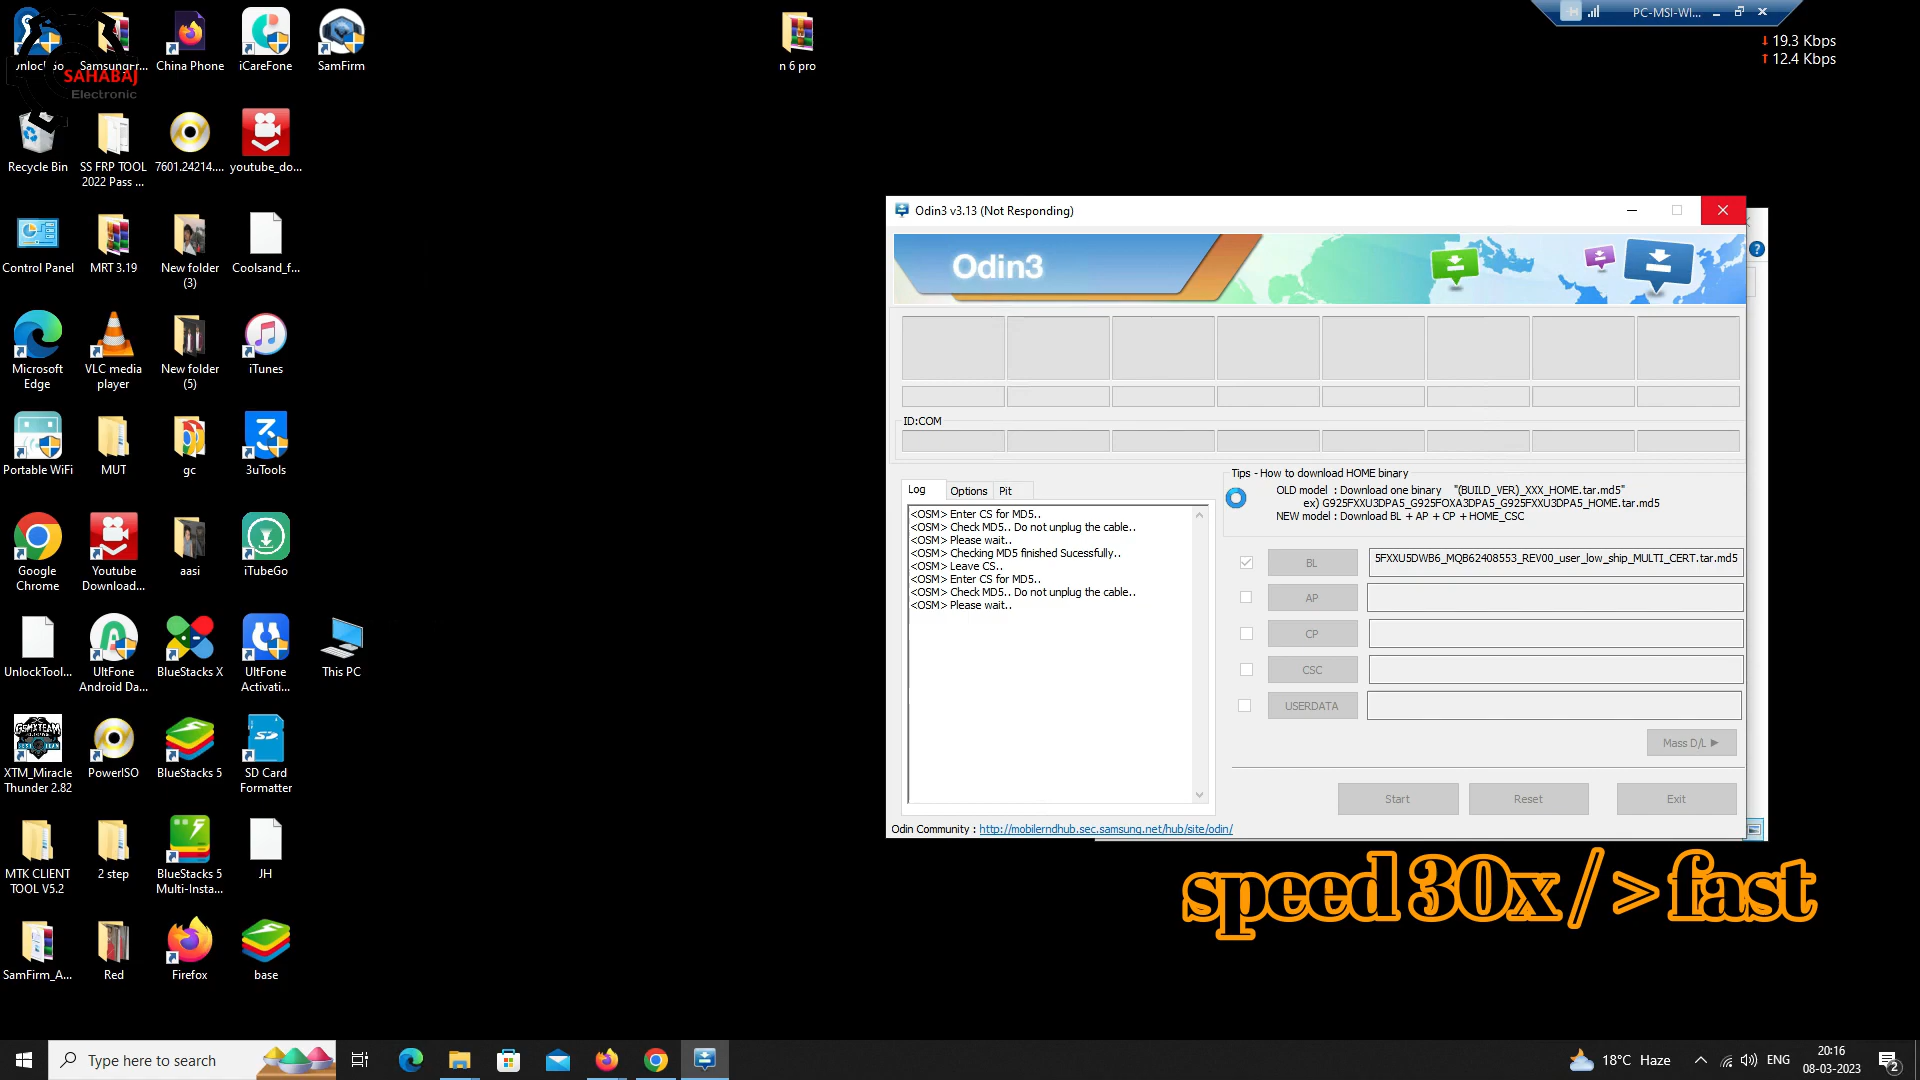 UnlockGo
SamsungFr...
China Phone
iCareFone
SamFirm
SAHABAJ
Electronic
n 6 pro
PC-MSI-WI...
19.3 Kbps
12.4 Kbps
Recycle Bin
SS FRP TOOL
2022 Pass ...
7601.24214....
youtube_do...
Control Panel
MRT 3.19
New folder
(3)
Coolsand_f...
Microsoft
Edge
VLC media
player
New folder
(5)
iTunes
Portable WiFi
MUT
gc
3uTools
Google
Chrome
Youtube
Download...
aasi
iTubeGo
UnlockTool...
UltFone
Android Da...
BlueStacks X
UltFone
Activati...
This PC
XTM_Miracle
Thunder 2.82
PowerISO
BlueStacks 5
SD Card
Formatter
MTK CLIENT
TOOL V5.2
2 step
BlueStacks 5
Multi-Insta...
JH
SamFirm_A...
Red
Firefox
base
Odin3 v3.13 (Not Responding)
Odin3
ID:COM
Log
Options
Pit
<OSM> Enter CS for MD5..
<OSM> Check MD5.. Do not unplug the cable..
<OSM> Please wait..
<OSM> Checking MD5 finished Sucessfully..
<OSM> Leave CS..
<OSM> Enter CS for MD5..
<OSM> Check MD5.. Do not unplug the cable..
<OSM> Please wait..
Tips - How to download HOME binary
OLD model : Download one binary "(BUILD_VER)_XXX_HOME.tar.md5"
ex) G925FXXU3DPA5_G925FOXA3DPA5_G925FXXU3DPA5_HOME.tar.md5
NEW model : Download BL + AP + CP + HOME_CSC
BL
5FXXU5DWB6_MQB62408553_REV00_user_low_ship_MULTI_CERT.tar.md5
AP
CP
CSC
USERDATA
Mass D/L
Start
Reset
Exit
Odin Community : http://mobilerndhub.sec.samsung.net/hub/site/odin/
speed 30x / > fast
Type here to search
18°C Haze
ENG
20:16
08-03-2023
2